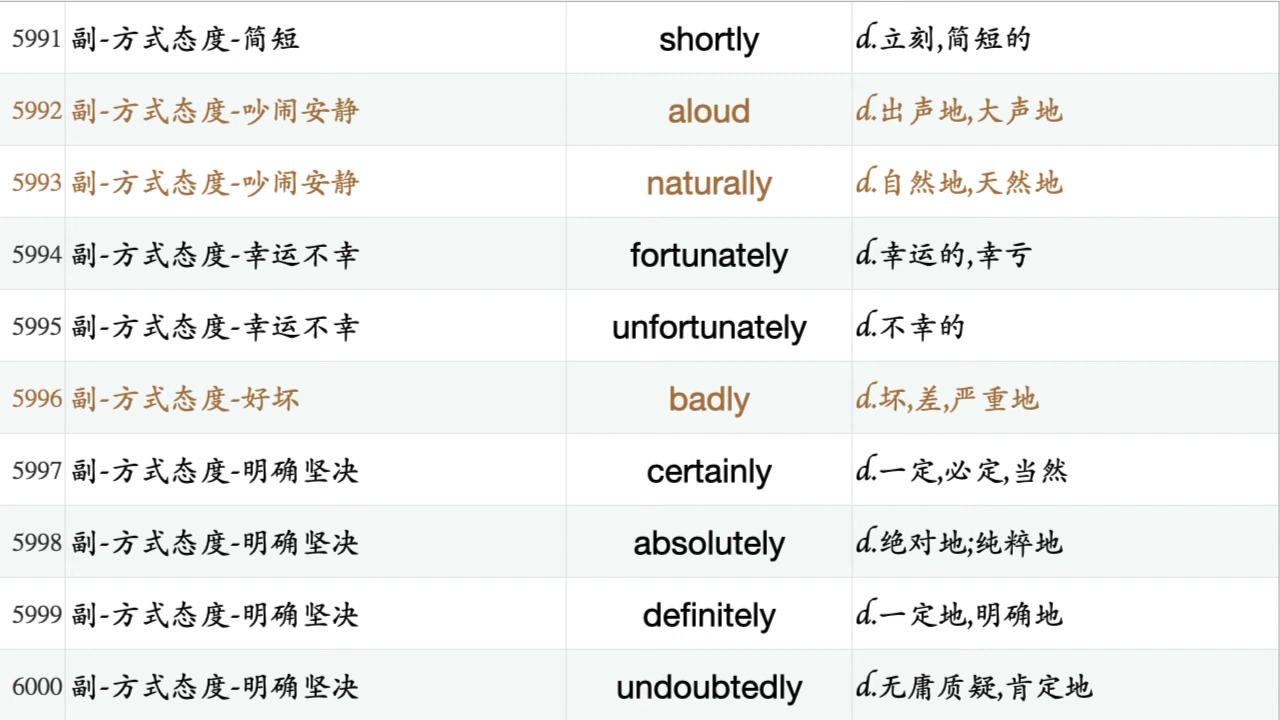 5991 副-方式态度-简短 shortly d.立刻,简短的
5992 副-方式态度-吵闹安静 aloud d.出声地,大声地
5993 副-方式态度-吵闹安静 naturally d.自然地,天然地
5994 副-方式态度-幸运不幸 fortunately d.幸运的,幸亏
5995 副-方式态度-幸运不幸 unfortunately d.不幸的
5996 副-方式态度-好坏 badly d.坏,差,严重地
5997 副-方式态度-明确坚决 certainly d.一定,必定,当然
5998 副-方式态度-明确坚决 absolutely d.绝对地;纯粹地
5999 副-方式态度-明确坚决 definitely d.一定地,明确地
6000 副-方式态度-明确坚决 undoubtedly d.无庸质疑,肯定地